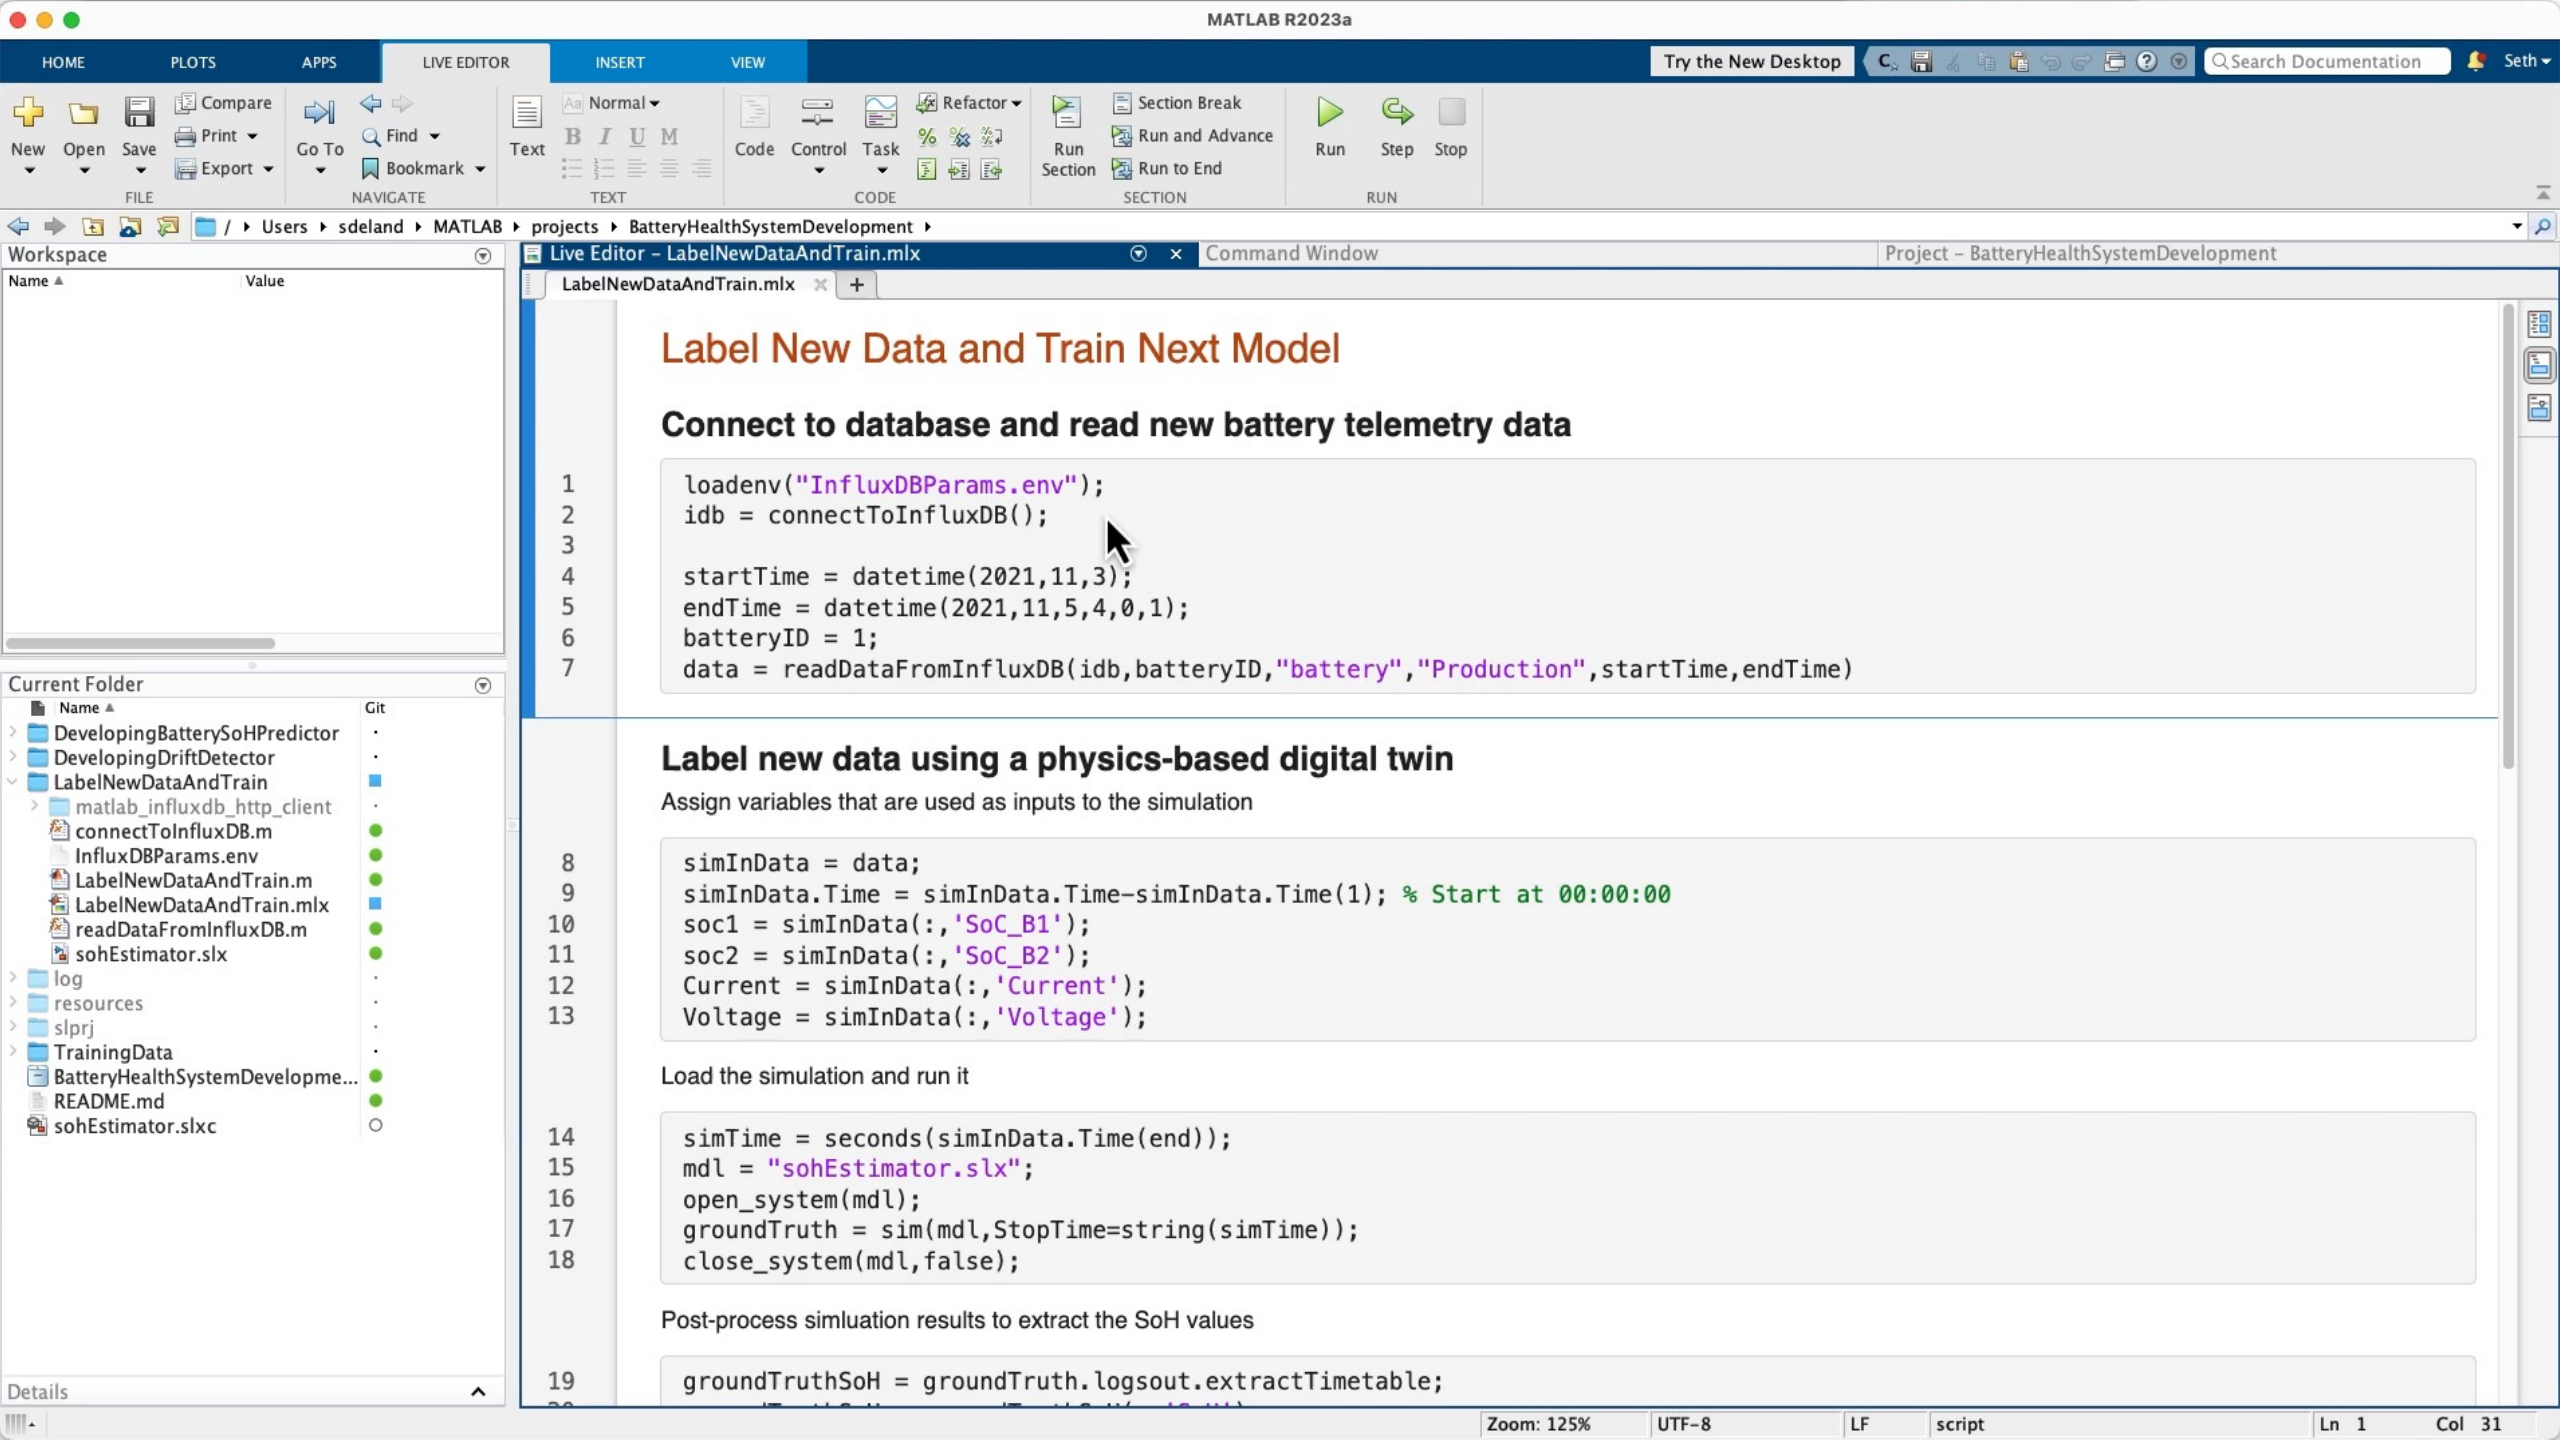 MATLAB R2023a
HOME PLOTS APPS LIVE EDITOR INSERT VIEW Try the New Desktop Search Documentation Seth
New Open Save Compare Print Export Go To Find Bookmark Text Aa Normal B I U M Code Control Task Refactor Run Section Section Break Run and Advance Run to End Run Step Stop
FILE NAVIGATE TEXT CODE SECTION RUN
/ Users sdeland MATLAB projects BatteryHealthSystemDevelopment
Workspace
Name Value
Current Folder
Name Git
DevelopingBatterySoHPredictor
DevelopingDriftDetector
LabelNewDataAndTrain
matlab_influxdb_http_client
connectToInfluxDB.m
InfluxDBParams.env
LabelNewDataAndTrain.m
LabelNewDataAndTrain.mlx
readDataFromInfluxDB.m
sohEstimator.slx
log
resources
slprj
TrainingData
BatteryHealthSystemDevelopme...
README.md
sohEstimator.slxc
Details
Live Editor - LabelNewDataAndTrain.mlx Command Window Project - BatteryHealthSystemDevelopment
LabelNewDataAndTrain.mlx
Label New Data and Train Next Model
Connect to database and read new battery telemetry data
1 loadenv("InfluxDBParams.env");
2 idb = connectToInfluxDB();
3
4 startTime = datetime(2021,11,3);
5 endTime = datetime(2021,11,5,4,0,1);
6 batteryID = 1;
7 data = readDataFromInfluxDB(idb,batteryID,"battery","Production",startTime,endTime)
Label new data using a physics-based digital twin
Assign variables that are used as inputs to the simulation
8 simInData = data;
9 simInData.Time = simInData.Time-simInData.Time(1); % Start at 00:00:00
10 soc1 = simInData(:,'SoC_B1');
11 soc2 = simInData(:,'SoC_B2');
12 Current = simInData(:,'Current');
13 Voltage = simInData(:,'Voltage');
Load the simulation and run it
14 simTime = seconds(simInData.Time(end));
15 mdl = "sohEstimator.slx";
16 open_system(mdl);
17 groundTruth = sim(mdl,StopTime=string(simTime));
18 close_system(mdl,false);
Post-process simluation results to extract the SoH values
19 groundTruthSoH = groundTruth.logsout.extractTimetable;
Zoom: 125% UTF-8 LF script Ln 1 Col 31